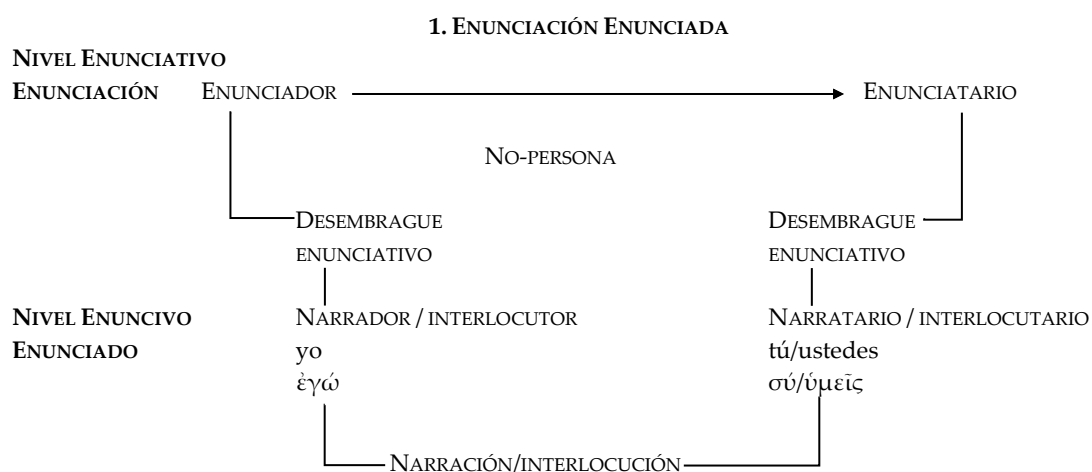 1. ENUNCIACIÓN ENUNCIADA
NIVEL ENUNCIATIVO
ENUNCIACIÓN ENUNCIADOR ENUNCIATARIO
NO-PERSONA
DESEMBRAGUE DESEMBRAGUE
ENUNCIATIVO ENUNCIATIVO
NIVEL ENUNCIVO NARRADOR / INTERLOCUTOR NARRATARIO / INTERLOCUTARIO
ENUNCIADO yo tú/ustedes
ἐγώ σύ/ὑμεῖς
NARRACIÓN/INTERLOCUCIÓN